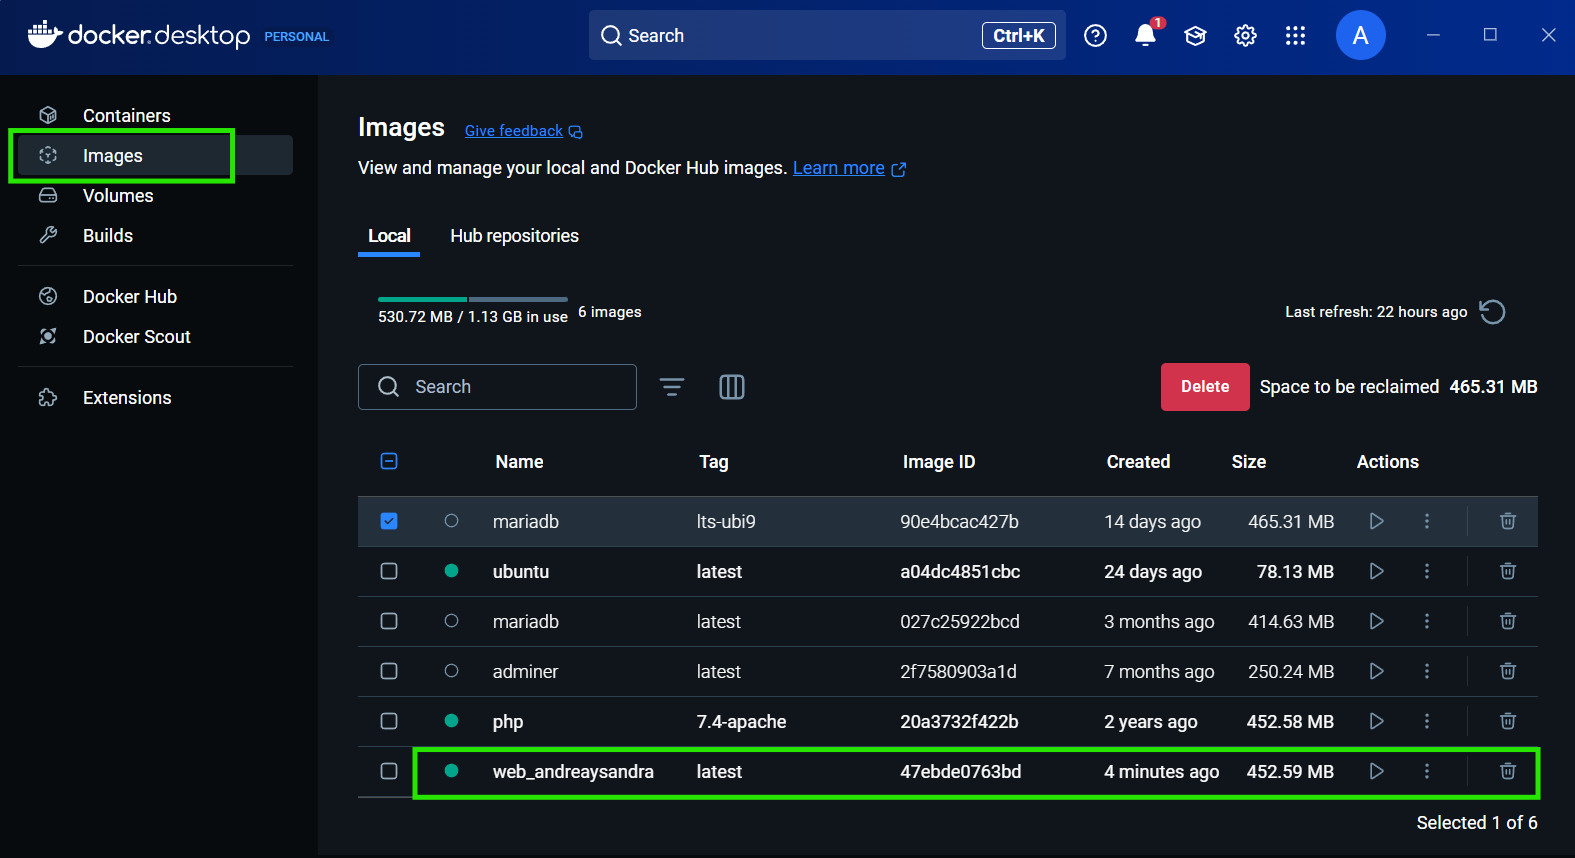 docker.desktop PERSONAL Search Ctrl+K 1 A
Containers
Images
Volumes
Builds
Docker Hub
Docker Scout
Extensions
Images Give feedback
View and manage your local and Docker Hub images. Learn more
Local Hub repositories
530.72 MB / 1.13 GB in use 6 images Last refresh: 22 hours ago
Search Delete Space to be reclaimed 465.31 MB
Name Tag Image ID Created Size Actions
mariadb lts-ubi9 90e4bcac427b 14 days ago 465.31 MB
ubuntu latest a04dc4851cbc 24 days ago 78.13 MB
mariadb latest 027c25922bcd 3 months ago 414.63 MB
adminer latest 2f7580903a1d 7 months ago 250.24 MB
php 7.4-apache 20a3732f422b 2 years ago 452.58 MB
web_andreaysandra latest 47ebde0763bd 4 minutes ago 452.59 MB
Selected 1 of 6